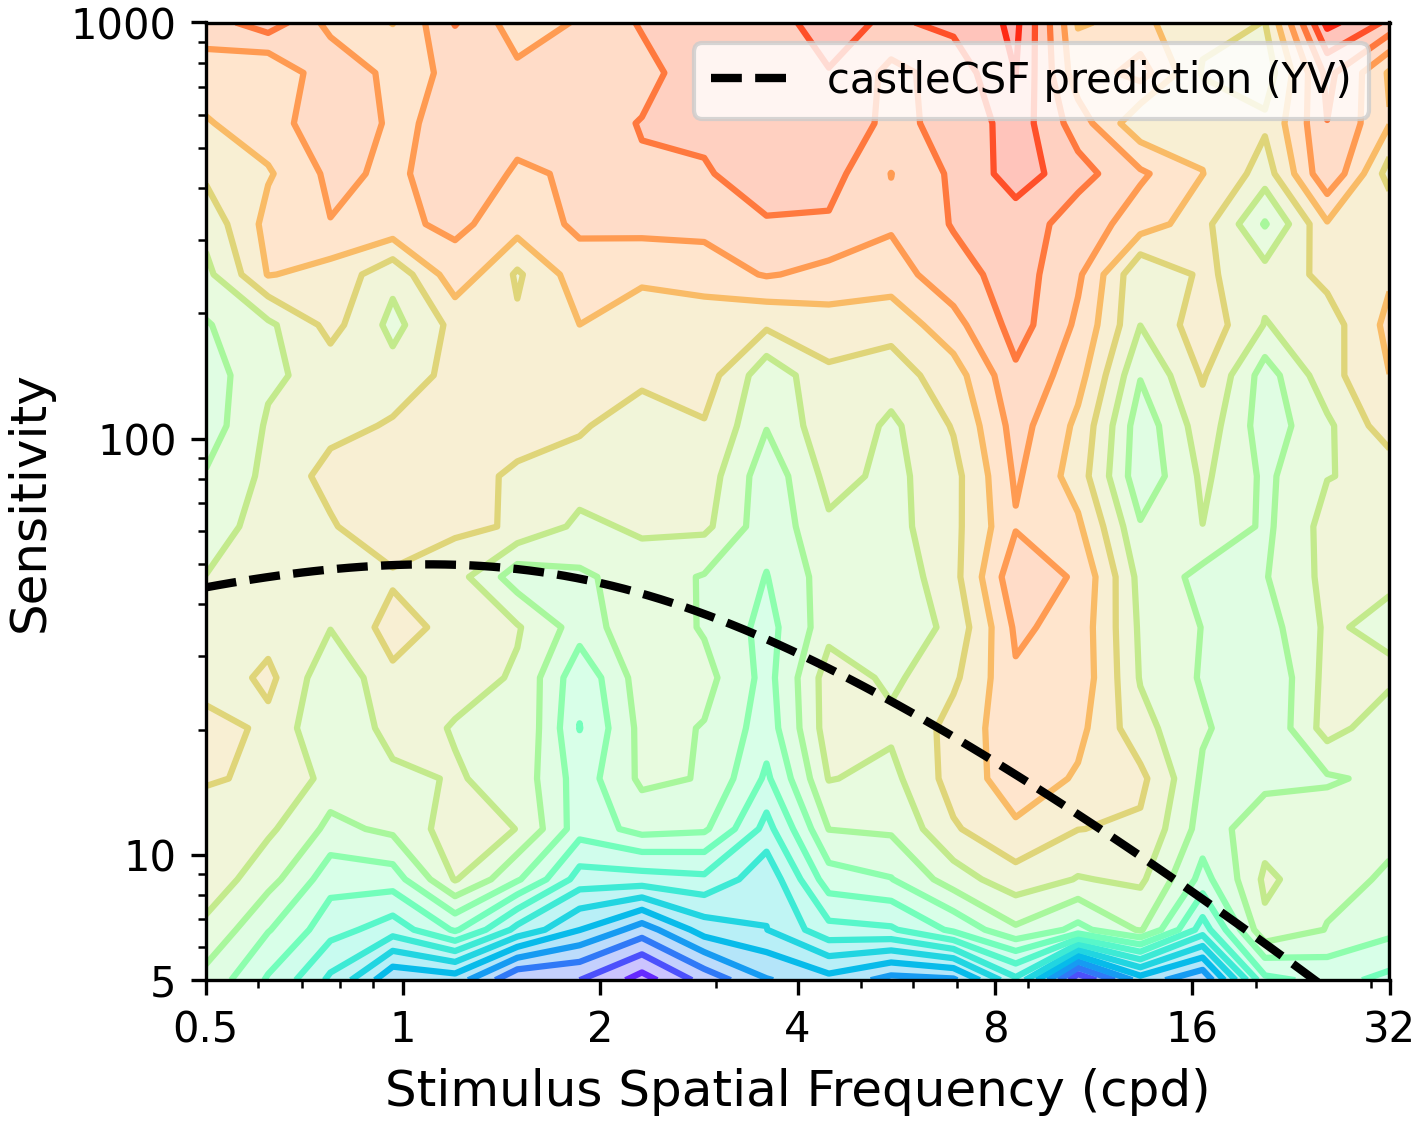 1000
castleCSF prediction (YV)
Sensitivity
100
10
5
0.5 1 2 4 8 16 32
Stimulus Spatial Frequency (cpd)